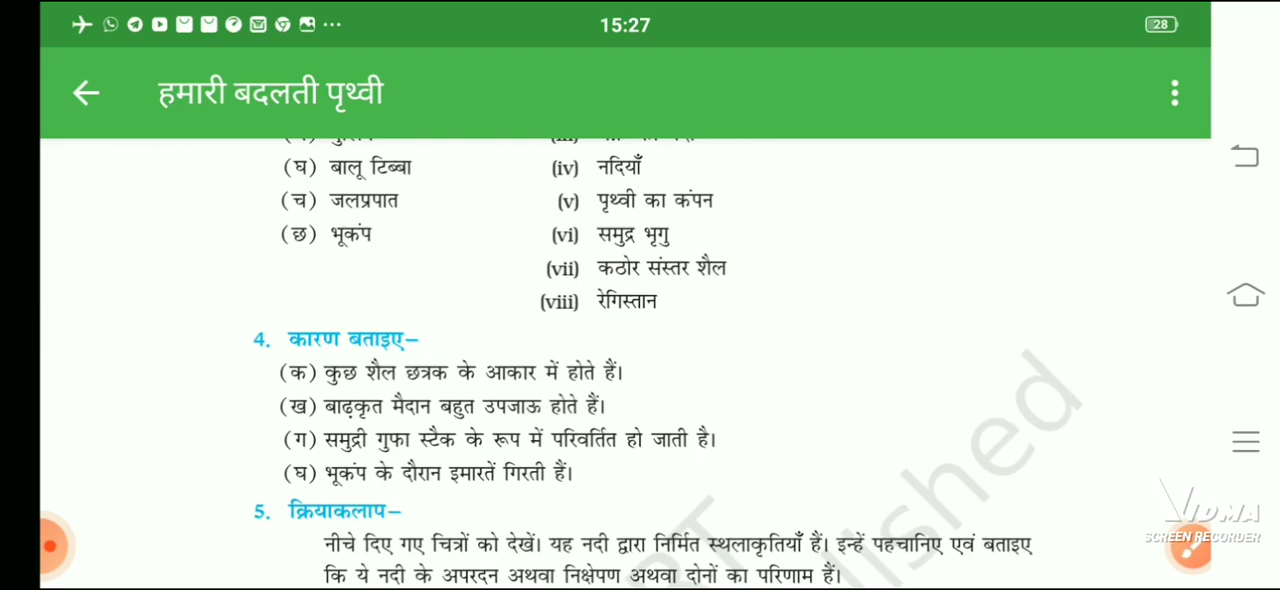 15:27
28
हमारी बदलती पृथ्वी
(घ) बालू टिब्बा (iv) नदियाँ
(च) जलप्रपात (v) पृथ्वी का कंपन
(छ) भूकंप (vi) समुद्र भृगु
(vii) कठोर संस्तर शैल
(viii) रेगिस्तान
4. कारण बताइए–
(क) कुछ शैल छत्रक के आकार में होते हैं।
(ख) बाढ़कृत मैदान बहुत उपजाऊ होते हैं।
(ग) समुद्री गुफा स्टैक के रूप में परिवर्तित हो जाती है।
(घ) भूकंप के दौरान इमारतें गिरती हैं।
5. क्रियाकलाप–
नीचे दिए गए चित्रों को देखें। यह नदी द्वारा निर्मित स्थलाकृतियाँ हैं। इन्हें पहचानिए एवं बताइए
कि ये नदी के अपरदन अथवा निक्षेपण अथवा दोनों का परिणाम हैं।
VIDMA
SCREEN RECORDER